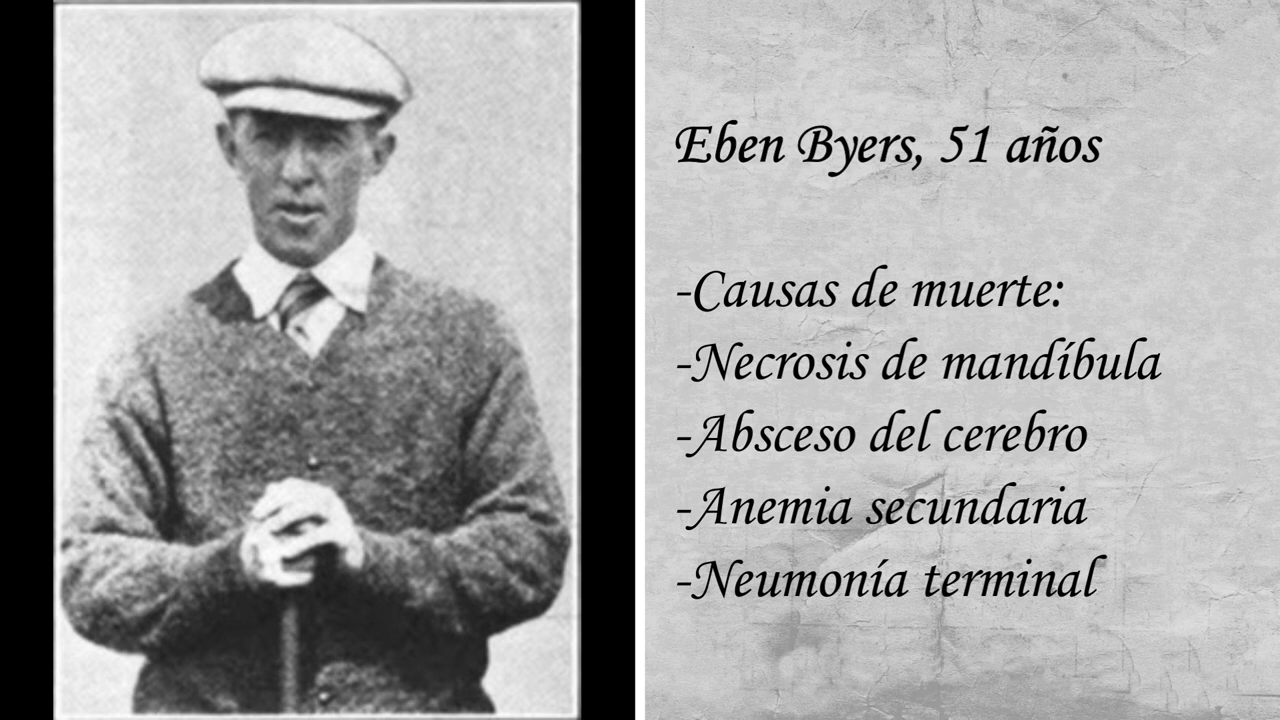 Eben Byers, 51 años
-Causas de muerte:
-Necrosis de mandíbula
-Absceso del cerebro
-Anemia secundaria
-Neumonía terminal